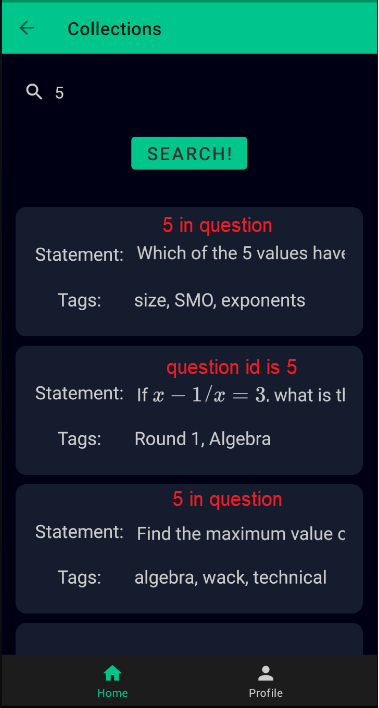 Collections
5
SEARCH!
5 in question
Statement: Which of the 5 values have
Tags: size, SMO, exponents
question id is 5
Statement: If x − 1/x = 3, what is th
Tags: Round 1, Algebra
5 in question
Statement: Find the maximum value o
Tags: algebra, wack, technical
Home Profile